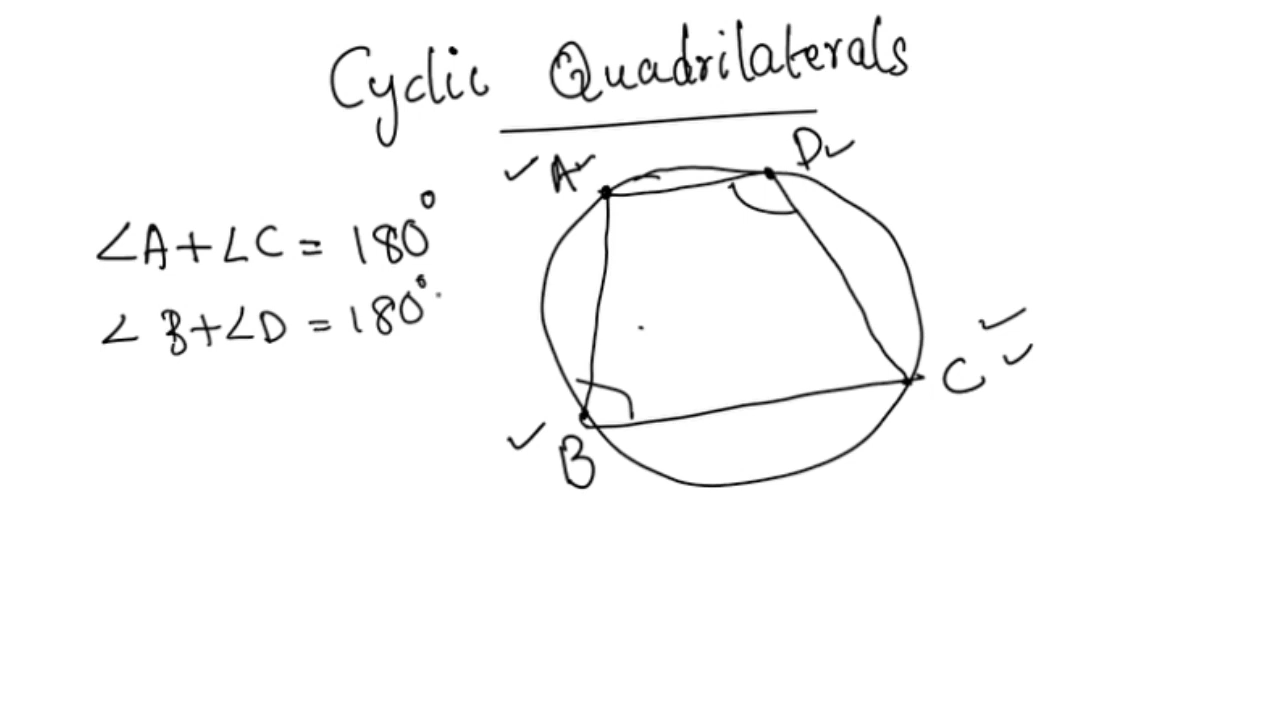 Cyclic Quadrilaterals
∠A+∠C = 180°
∠B+∠D = 180°
A
D
C
B